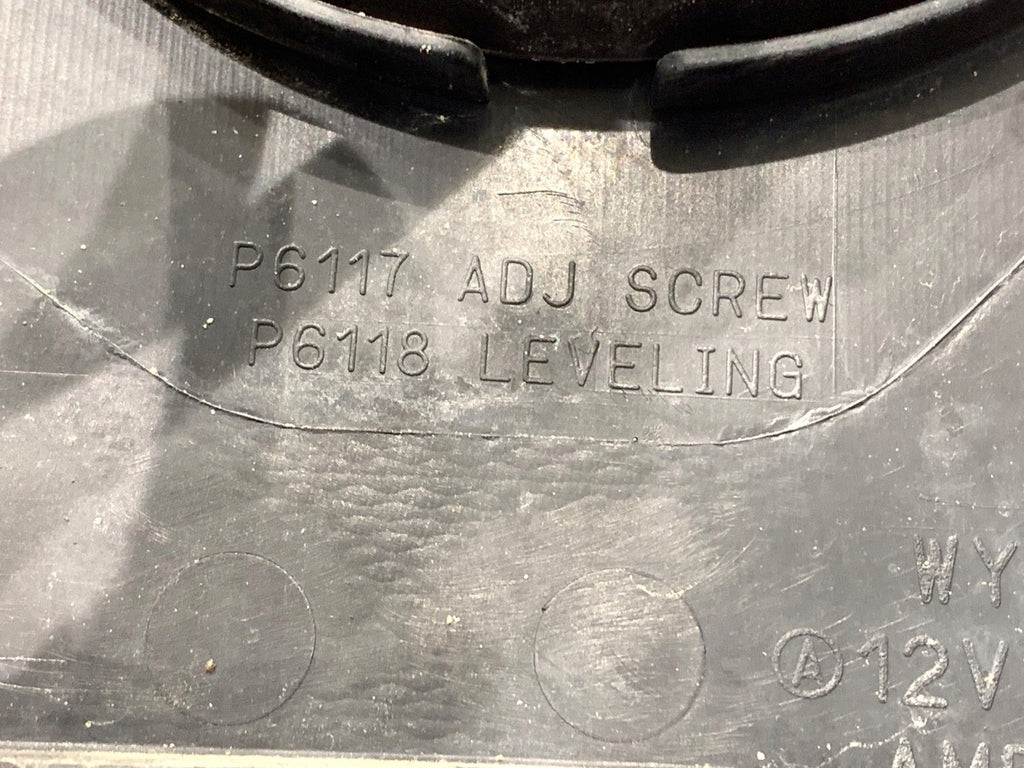 P6117 ADJ SCREW
P6118 LEVELING
WY
Ⓐ 12V